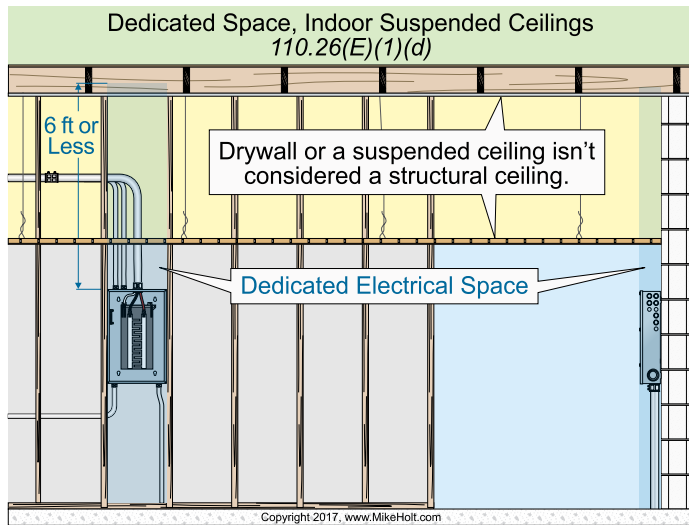 Dedicated Space, Indoor Suspended Ceilings
110.26(E)(1)(d)
6 ft or
Less
Drywall or a suspended ceiling isn't
considered a structural ceiling.
Dedicated Electrical Space
Copyright 2017, www.MikeHolt.com